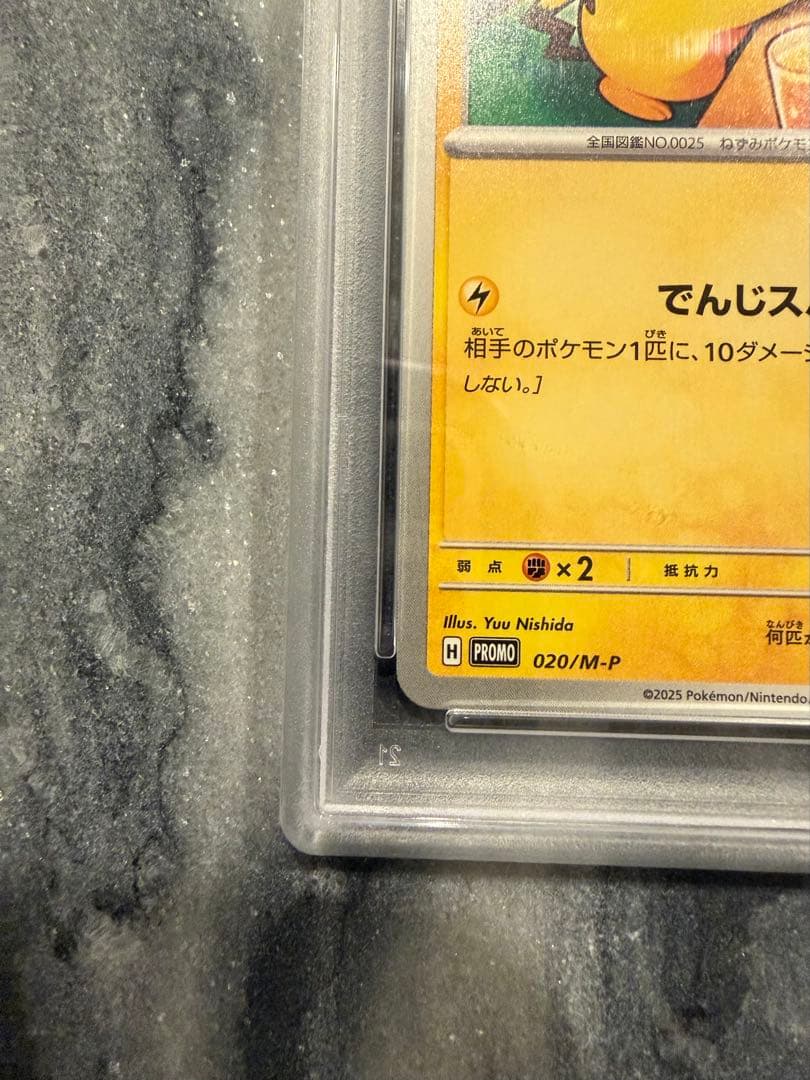 全国図鑑NO.0025 ねずみポケモン
でんじス
あいて びき
相手のポケモン1匹に、10ダメー
しない。]
弱点 ×2 抵抗力
Illus. Yuu Nishida
なんびき
何匹
H PROMO 020/M-P
©2025 Pokémon/Nintendo
21